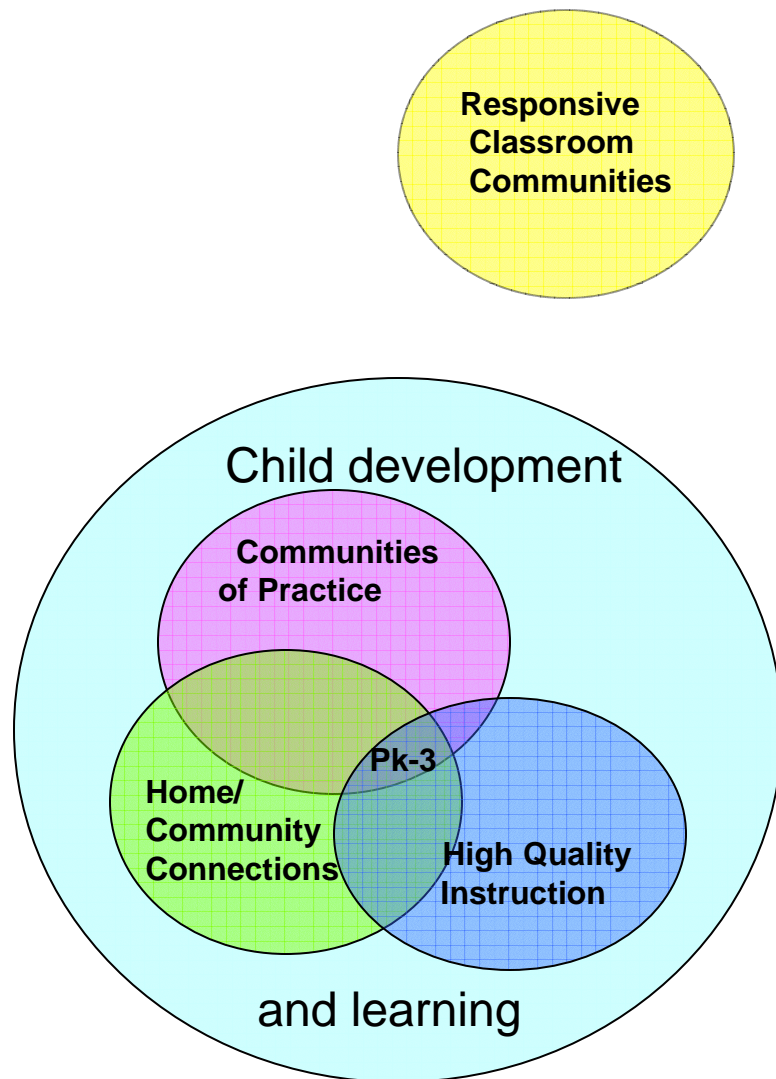 Responsive
Classroom
Communities
Child development
Communities
of Practice
Pk-3
Home/
Community
Connections
High Quality
Instruction
and learning